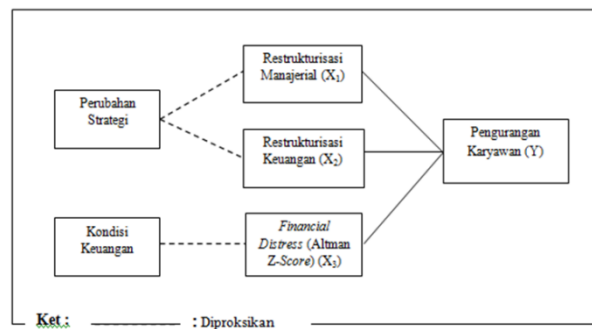 Restrukturisasi
Manajerial (X₁)
Perubahan
Strategi
Restrukturisasi
Keuangan (X₂)
Pengurangan
Karyawan (Y)
Kondisi
Keuangan
Financial
Distress (Altman
Z-Score) (X₃)
Ket : : Diproksikan